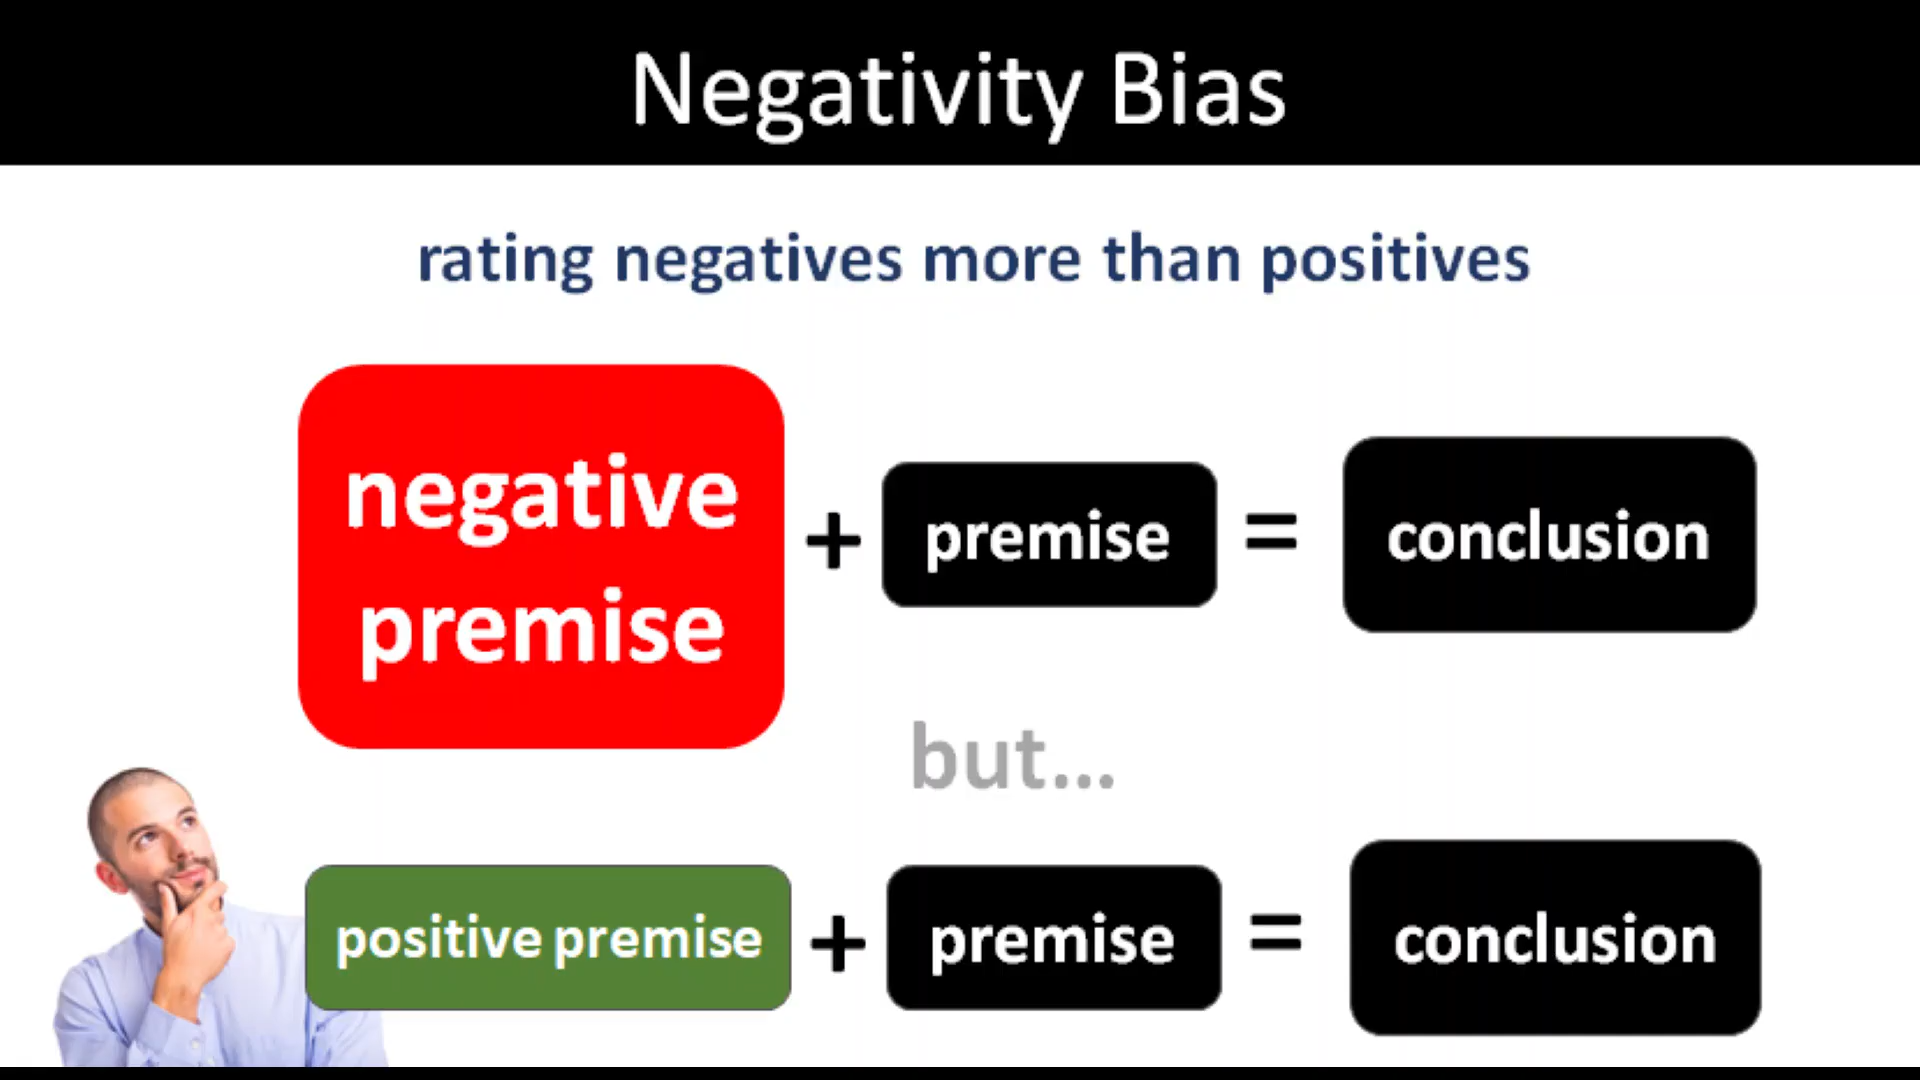 Negativity Bias
rating negatives more than positives
negative
premise
+ premise = conclusion
but...
positive premise + premise = conclusion